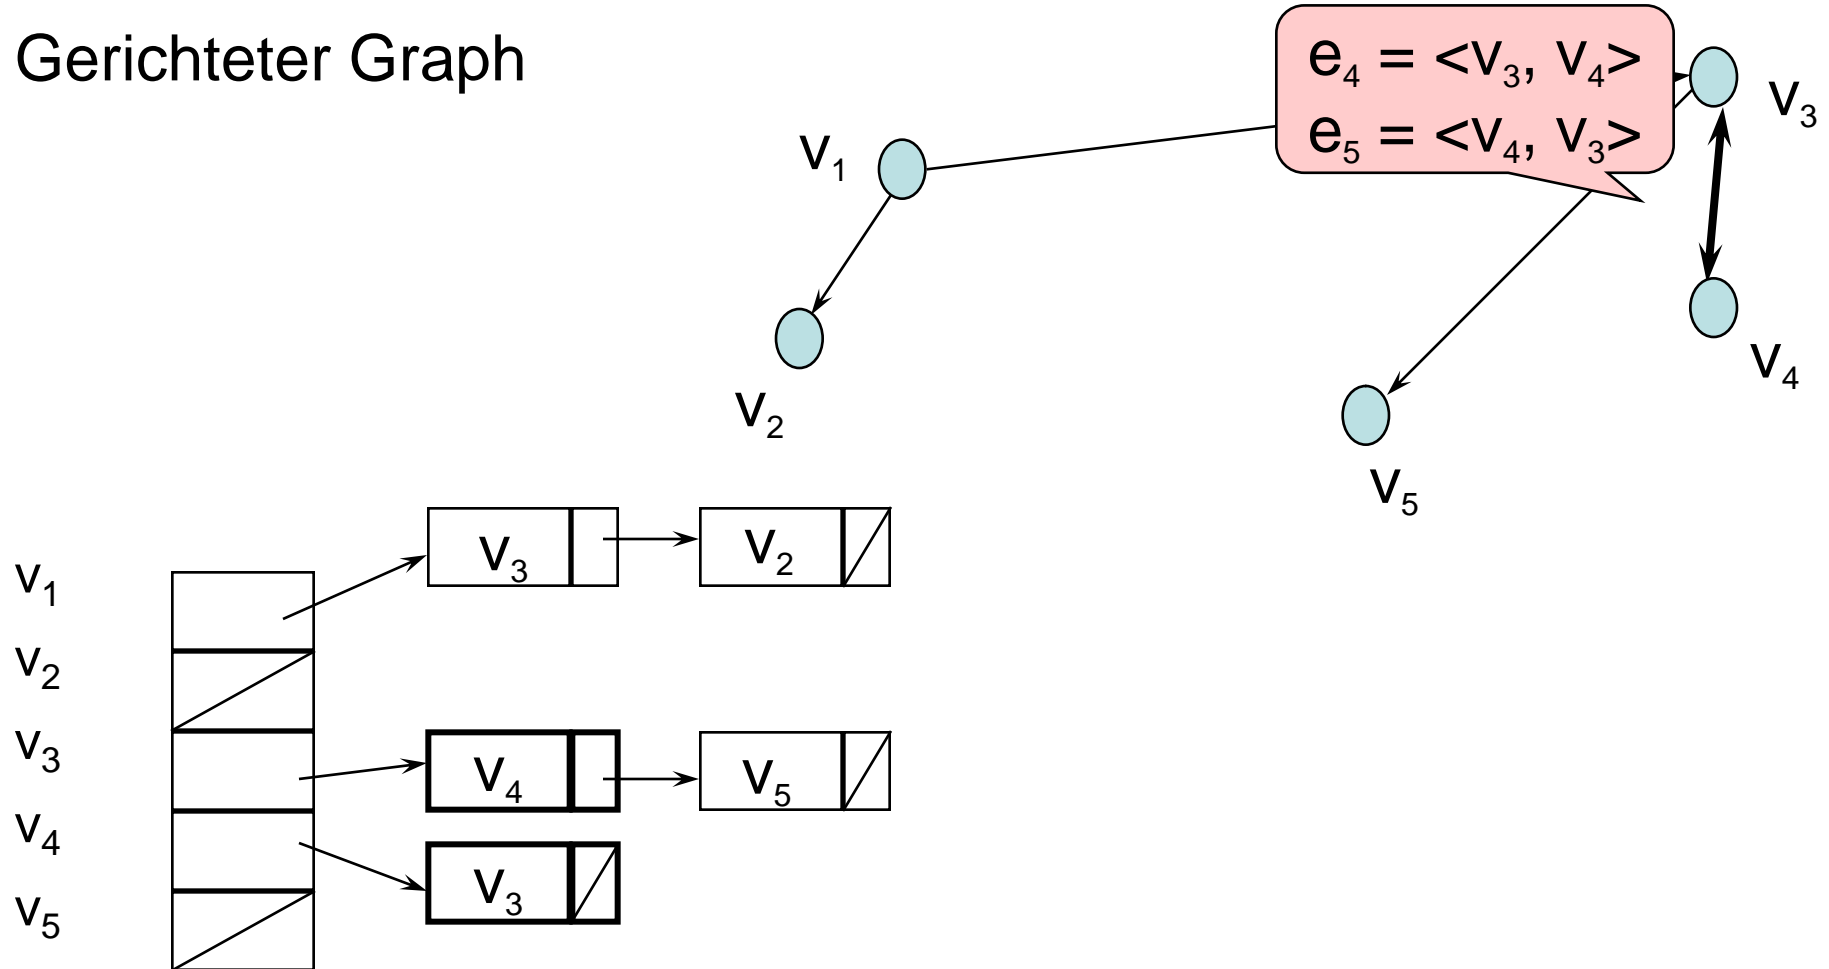 Gerichteter Graph
e₄ = <v₃, v₄>
e₅ = <v₄, v₃>
v₁
v₃
v₂
v₄
v₅
v₁
v₃
v₂
v₂
v₃
v₄
v₅
v₄
v₃
v₅